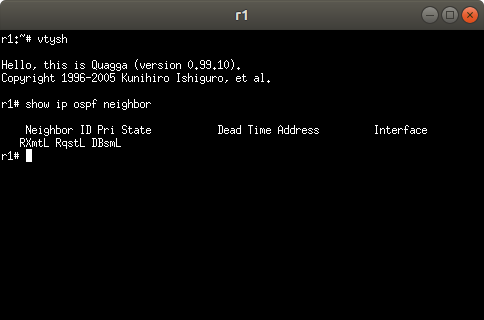 r1
r1:~# vtysh
Hello, this is Quagga (version 0.99.10).
Copyright 1996-2005 Kunihiro Ishiguro, et al.
r1# show ip ospf neighbor
Neighbor ID Pri State Dead Time Address Interface
RXmtL RqstL DBsmL
r1#